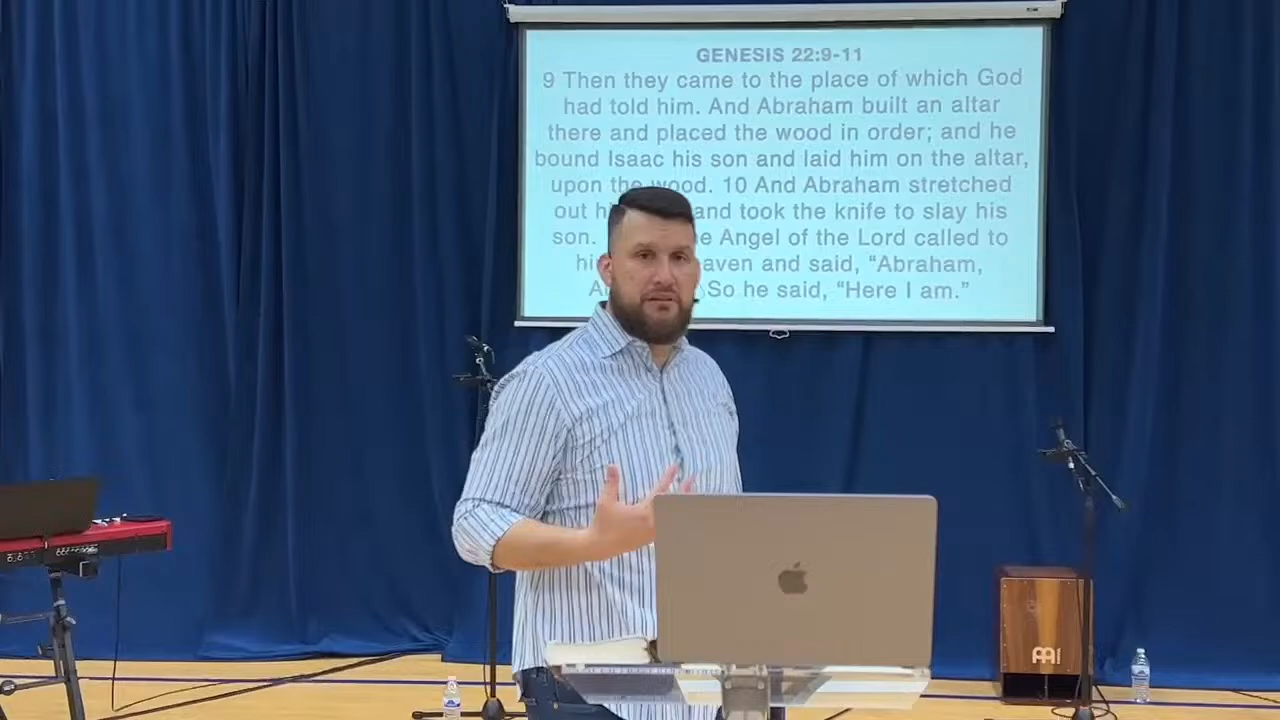 GENESIS 22:9-11
9 Then they came to the place of which God
had told him. And Abraham built an altar
there and placed the wood in order; and he
bound Isaac his son and laid him on the altar,
upon the wood. 10 And Abraham stretched
out and took the knife to slay his
son. Angel of the Lord called to
and said, “Abraham,
So he said, “Here I am.”